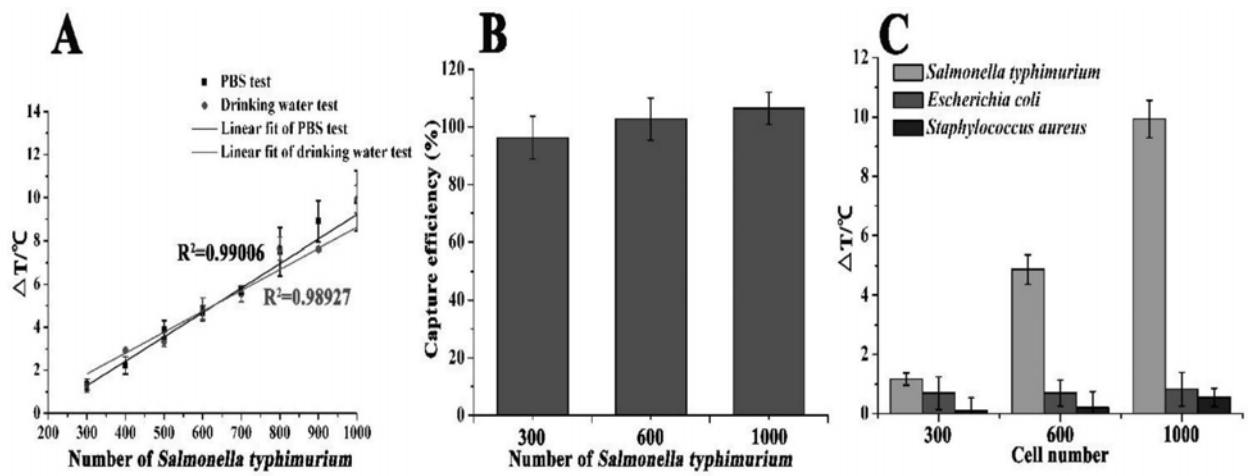 A
PBS test
Drinking water test
Linear fit of PBS test
Linear fit of drinking water test
R²=0.99006
R²=0.98927
△T/℃
14
12
10
8
6
4
2
0
200 300 400 500 600 700 800 900 1000
Number of Salmonella typhimurium
B
Capture efficiency (%)
120
100
80
60
40
20
0
300 600 1000
Number of Salmonella typhimurium
C
Salmonella typhimurium
Escherichia coli
Staphylococcus aureus
△T/℃
12
10
8
6
4
2
0
300 600 1000
Cell number